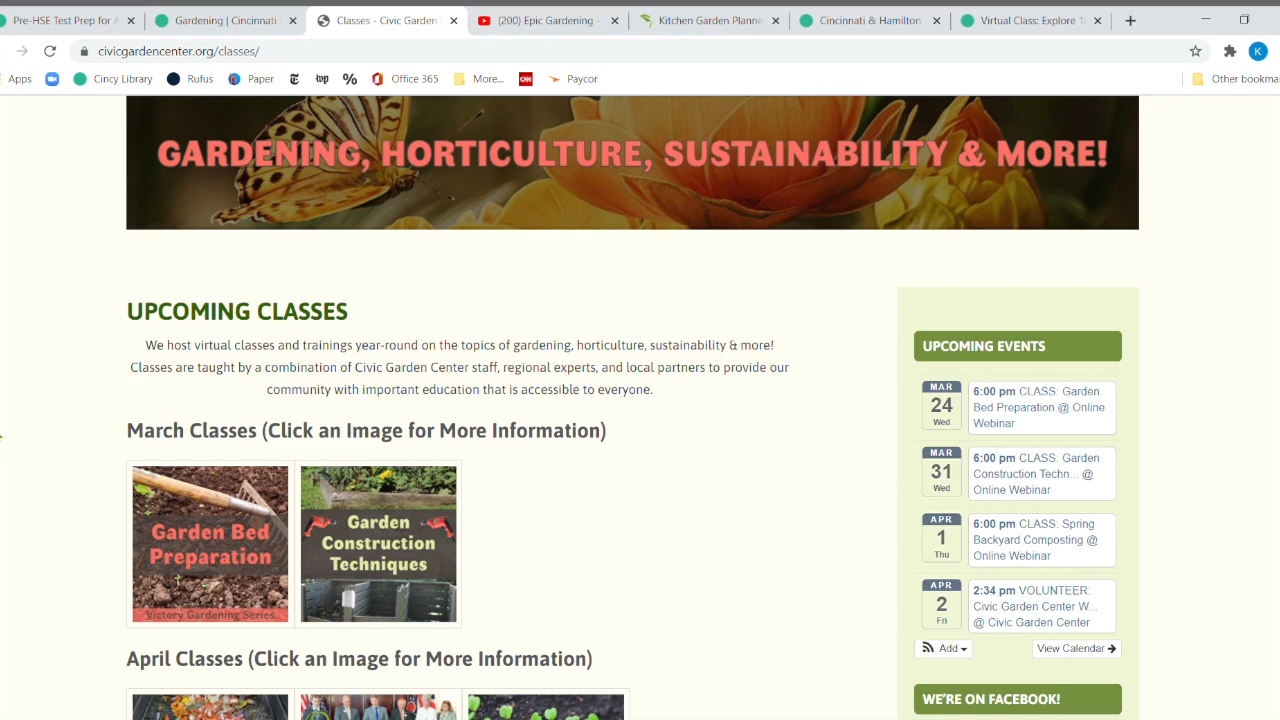 Pre-HSE Test Prep for A
Gardening | Cincinnati
Classes - Civic Garden
(200) Epic Gardening -
Kitchen Garden Planne
Cincinnati & Hamilton
Virtual Class: Explore
civicgardencenter.org/classes/
K
Apps
Cincy Library
Rufus
Paper
wp
%
Office 365
More...
CNN
Paycor
Other bookma
GARDENING, HORTICULTURE, SUSTAINABILITY & MORE!
UPCOMING CLASSES
We host virtual classes and trainings year-round on the topics of gardening, horticulture, sustainability & more!
Classes are taught by a combination of Civic Garden Center staff, regional experts, and local partners to provide our
community with important education that is accessible to everyone.
March Classes (Click an Image for More Information)
Garden Bed
Preparation
Victory Gardening Series
Garden
Construction
Techniques
April Classes (Click an Image for More Information)
UPCOMING EVENTS
MAR
24
Wed
6:00 pm CLASS: Garden
Bed Preparation @ Online
Webinar
MAR
31
Wed
6:00 pm CLASS: Garden
Construction Techn... @
Online Webinar
APR
1
Thu
6:00 pm CLASS: Spring
Backyard Composting @
Online Webinar
APR
2
Fri
2:34 pm VOLUNTEER:
Civic Garden Center W...
@ Civic Garden Center
Add
View Calendar
WE'RE ON FACEBOOK!